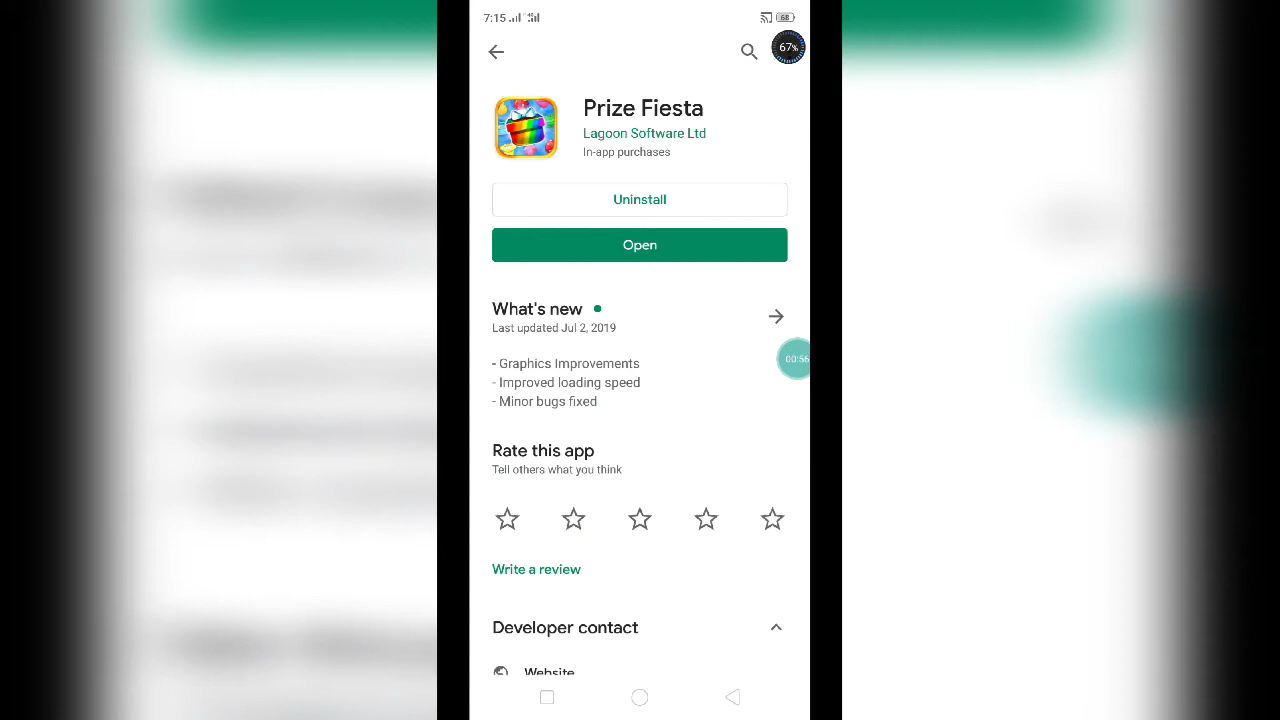 7:15
68
67%
Prize Fiesta
Lagoon Software Ltd
In-app purchases
Uninstall
Open
What's new
Last updated Jul 2, 2019
- Graphics Improvements
- Improved loading speed
- Minor bugs fixed
00:56
Rate this app
Tell others what you think
Write a review
Developer contact
Website